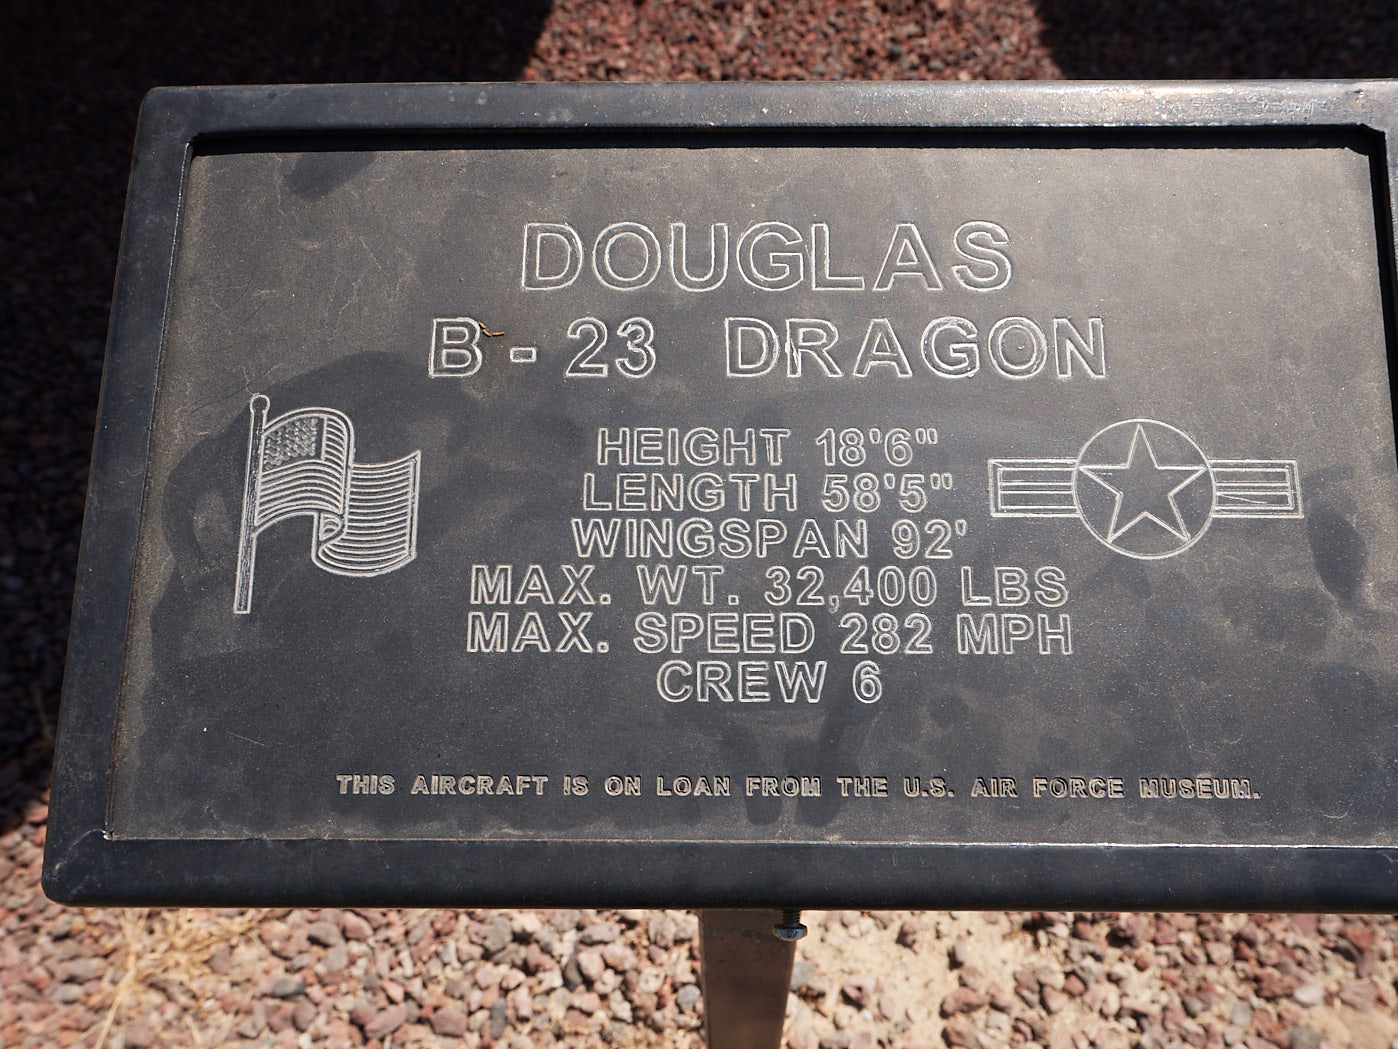 DOUGLAS
B - 23 DRAGON
HEIGHT 18'6"
LENGTH 58'5"
WINGSPAN 92'
MAX. WT. 32,400 LBS
MAX. SPEED 282 MPH
CREW 6
THIS AIRCRAFT IS ON LOAN FROM THE U.S. AIR FORCE MUSEUM.